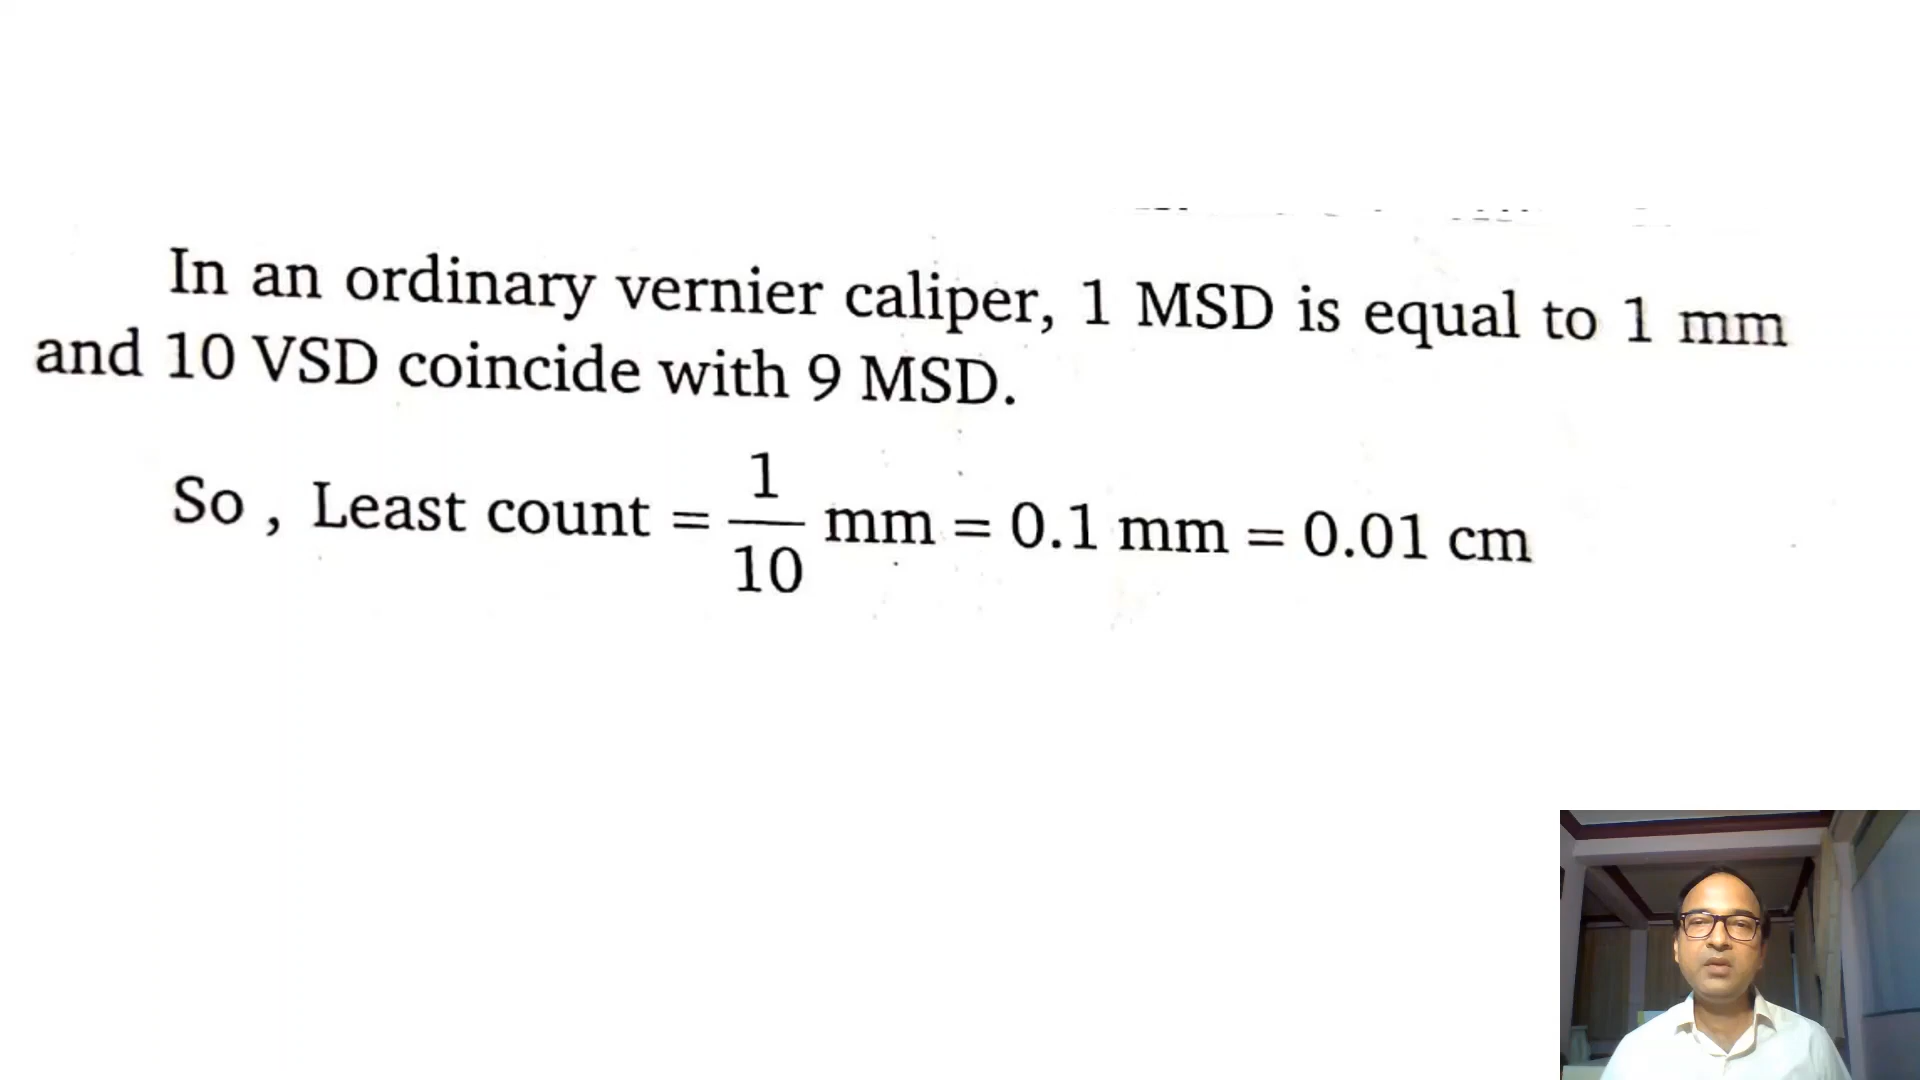 In an ordinary vernier caliper, 1 MSD is equal to 1 mm
and 10 VSD coincide with 9 MSD.
So , Least count = 1/10 mm = 0.1 mm = 0.01 cm